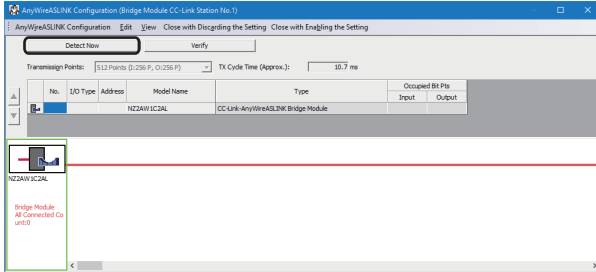 AnyWireASLINK Configuration (Bridge Module CC-Link Station No.1)
AnyWireASLINK Configuration Edit View Close with Discarding the Setting Close with Enabling the Setting
Detect Now Verify
Transmission Points: 512 Points (I:256 P, O:256 P) TX Cycle Time (Approx.): 10.7 ms
No. I/O Type Address Model Name Type Occupied Bit Pts
Input Output
NZ2AW1C2AL CC-Link-AnyWireASLINK Bridge Module
NZ2AW1C2AL
Bridge Module
All Connected Co
unt:0